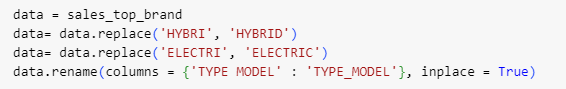 data = sales_top_brand
data= data.replace('HYBRI', 'HYBRID')
data= data.replace('ELECTRI', 'ELECTRIC')
data.rename(columns = {'TYPE MODEL' : 'TYPE_MODEL'}, inplace = True)